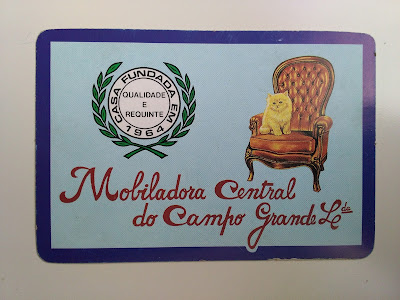 CASA FUNDADA EM
QUALIDADE
E
REQUINTE
1964
Mobiladora Central
do Campo Grande Lda